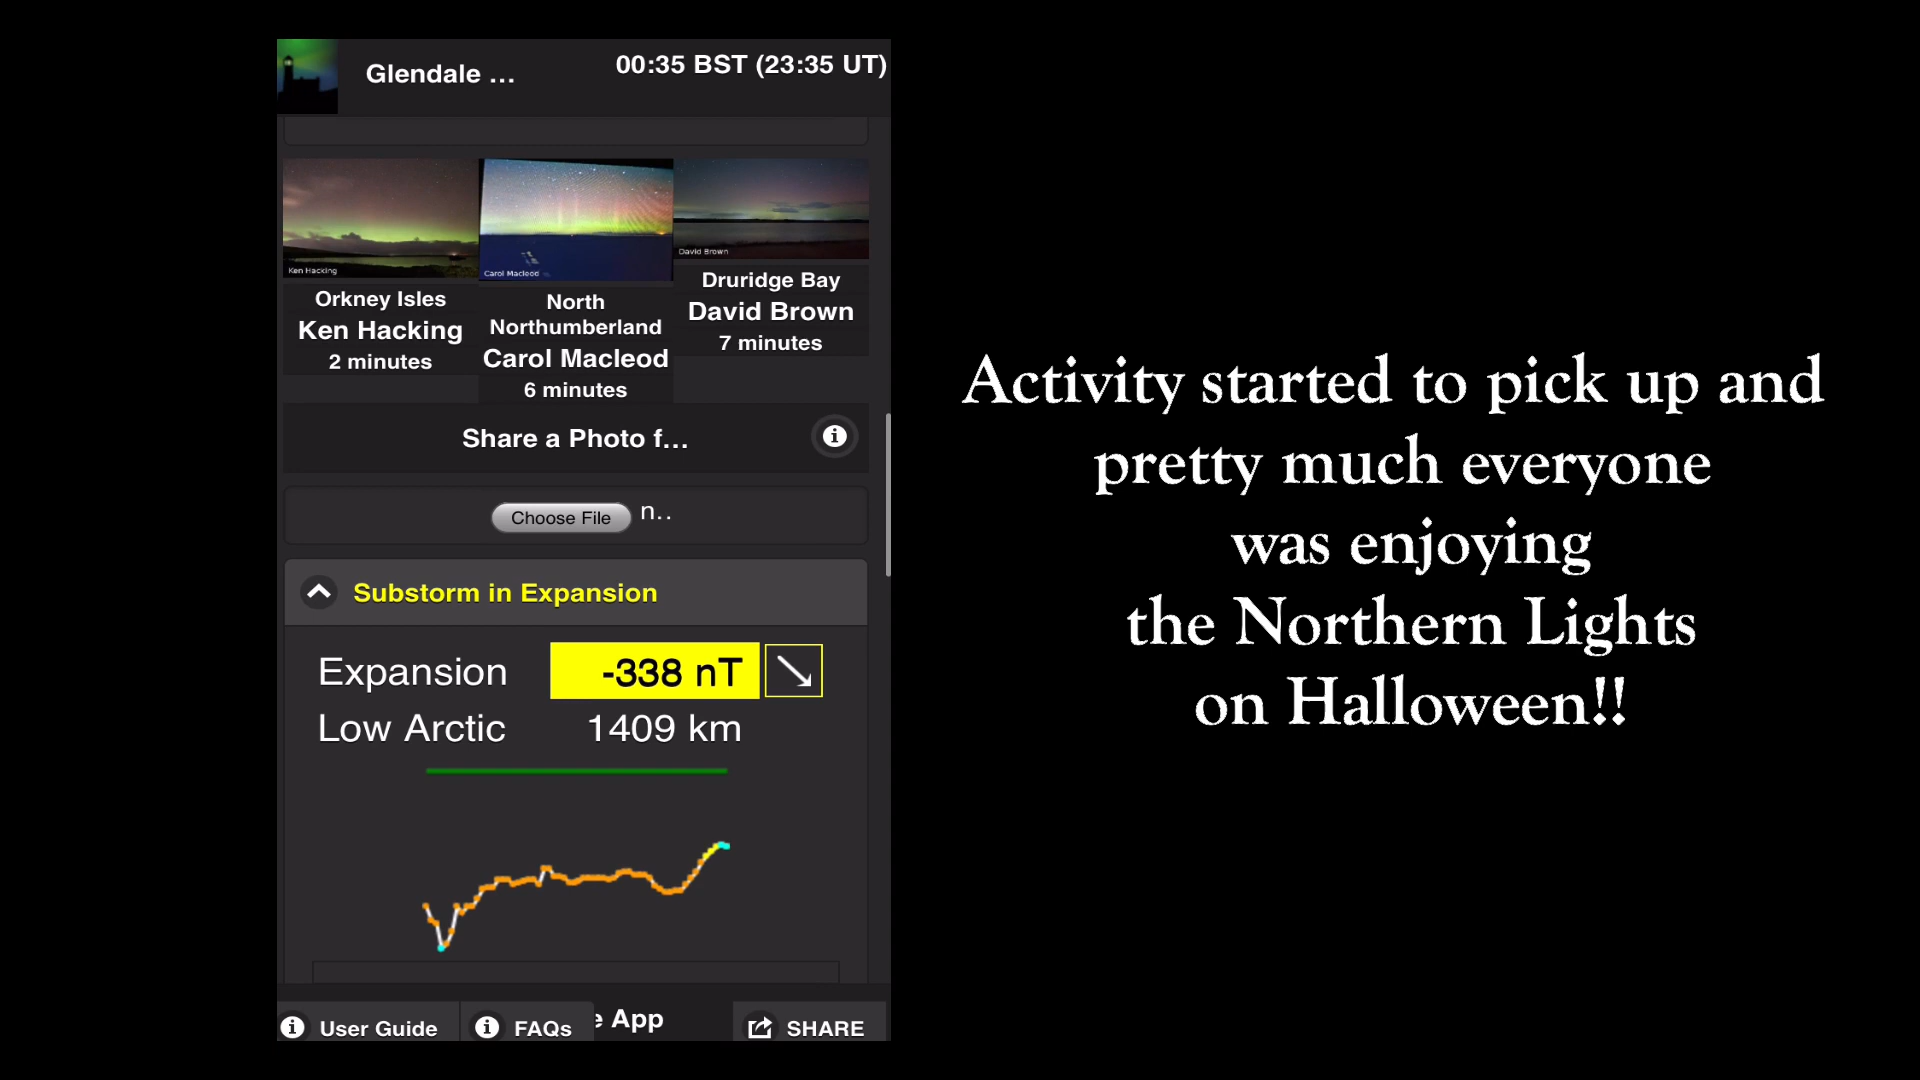 Glendale ...
00:35 BST (23:35 UT)
Ken Hacking
Carol Macleod
David Brown
Orkney Isles
Ken Hacking
2 minutes
North
Northumberland
Carol Macleod
6 minutes
Druridge Bay
David Brown
7 minutes
Share a Photo f...
Choose File n..
Substorm in Expansion
Expansion -338 nT
Low Arctic 1409 km
User Guide
FAQs
App
SHARE
Activity started to pick up and
pretty much everyone
was enjoying
the Northern Lights
on Halloween!!